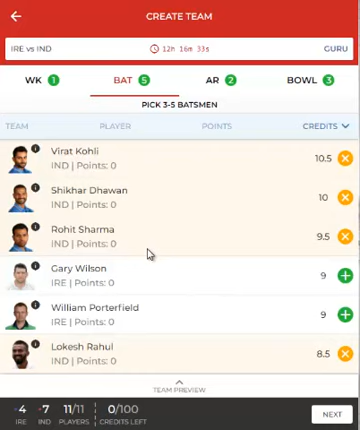 CREATE TEAM
IRE vs IND 12h 16m 33s GURU
WK 1 BAT 5 AR 2 BOWL 3
PICK 3-5 BATSMEN
TEAM PLAYER POINTS CREDITS
Virat Kohli
IND | Points: 0 10.5
Shikhar Dhawan
IND | Points: 0 10
Rohit Sharma
IND | Points: 0 9.5
Gary Wilson
IRE | Points: 0 9
William Porterfield
IRE | Points: 0 9
Lokesh Rahul
IND | Points: 0 8.5
TEAM PREVIEW
4 7 11/11 0/100
IRE IND PLAYERS CREDITS LEFT
NEXT